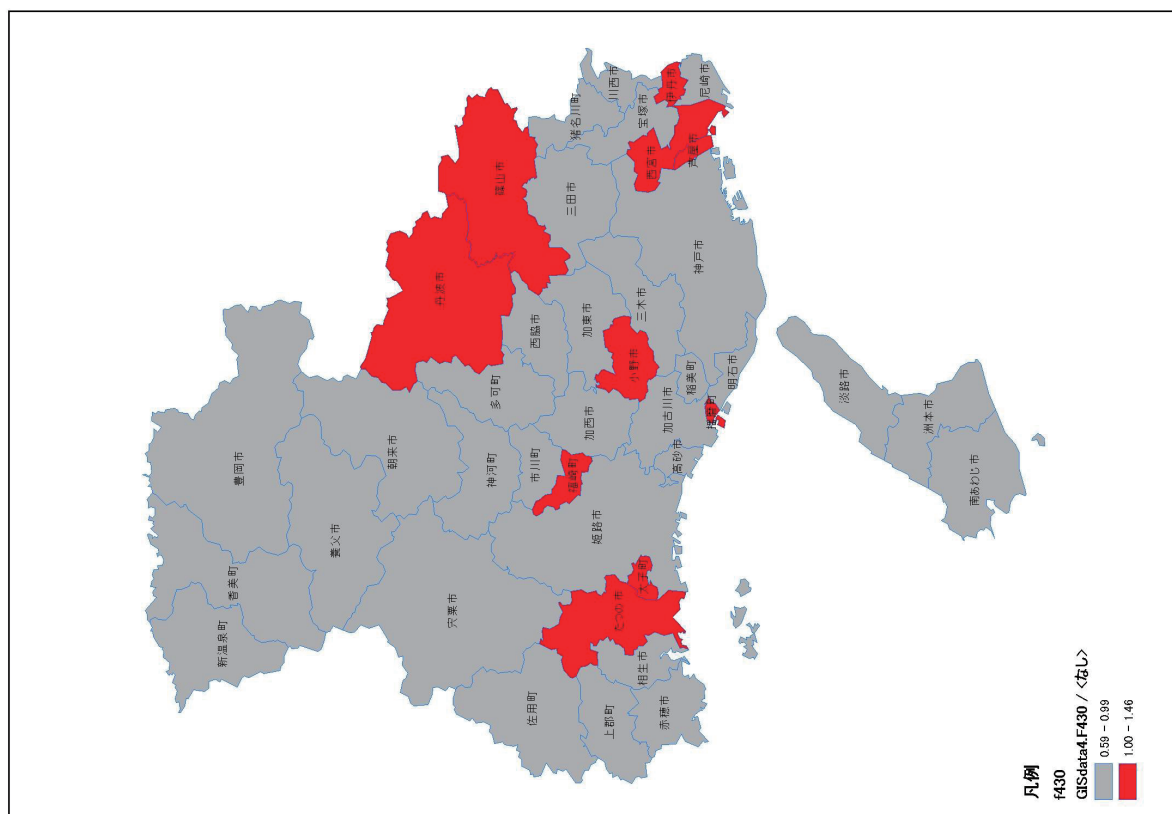 新温泉町
香美町
豊岡市
養父市
朝来市
宍粟市
神河町
多可町
丹波市
篠山市
西脇市
市川町
福崎町
加西市
加東市
三田市
猪名川町
川西市
宝塚市
伊丹市
尼崎市
西宮市
芦屋市
佐用町
上郡町
赤穂市
相生市
たつの市
太子町
姫路市
高砂市
加古川市
小野市
三木市
稲美町
播磨町
明石市
神戸市
淡路市
洲本市
南あわじ市
凡例
f430
GISdata4.F430 / <なし>
0.59 - 0.99
1.00 - 1.46